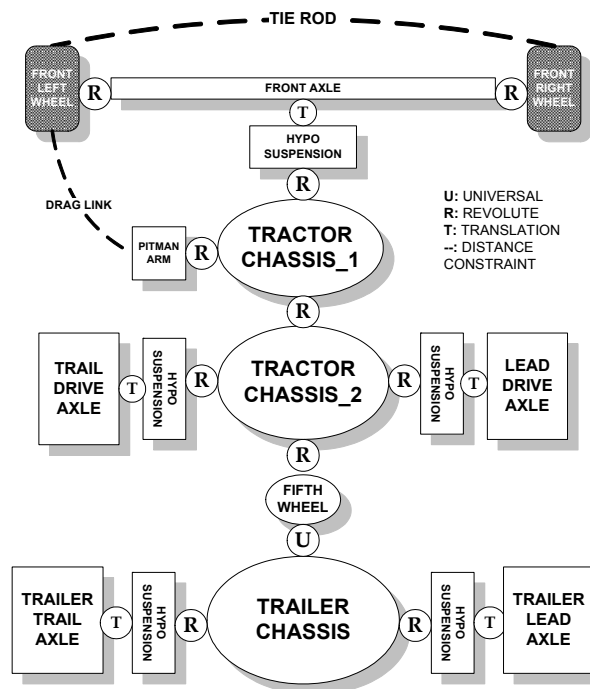 TIE ROD
FRONT
LEFT
WHEEL
R
FRONT AXLE
R
FRONT
RIGHT
WHEEL
T
HYPO
SUSPENSION
R
DRAG LINK
U: UNIVERSAL
R: REVOLUTE
T: TRANSLATION
--: DISTANCE
CONSTRAINT
PITMAN
ARM
R
TRACTOR
CHASSIS_1
R
TRAIL
DRIVE
AXLE
T
HYPO
SUSPENSION
R
TRACTOR
CHASSIS_2
R
HYPO
SUSPENSION
T
LEAD
DRIVE
AXLE
R
FIFTH
WHEEL
U
TRAILER
TRAIL
AXLE
T
HYPO
SUSPENSION
R
TRAILER
CHASSIS
R
HYPO
SUSPENSION
T
TRAILER
LEAD
AXLE